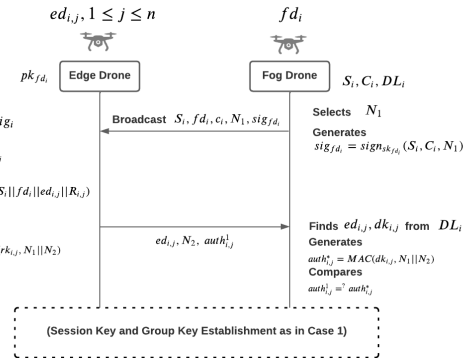 ed_{i,j}, 1 ≤ j ≤ n
fd_i
pk_{fd_i}
Edge Drone
Fog Drone
S_i, C_i, DL_i
ig_i
Broadcast S_i, fd_i, c_i, N_1, sig_{fd_i}
Selects N_1
Generates
sig_{fd_i} = sign_{sk_{fd_i}}(S_i, C_i, N_1)
S_i||fd_i||ed_{i,j}||R_{i,j})
ed_{i,j}, N_2, auth^1_{i,j}
Finds ed_{i,j}, dk_{i,j} from DL_i
Generates
rk_{i,j}, N_1||N_2)
auth^*_{i,j} = MAC(dk_{i,j}, N_1||N_2)
Compares
auth^1_{i,j} =^? auth^*_{i,j}
(Session Key and Group Key Establishment as in Case 1)